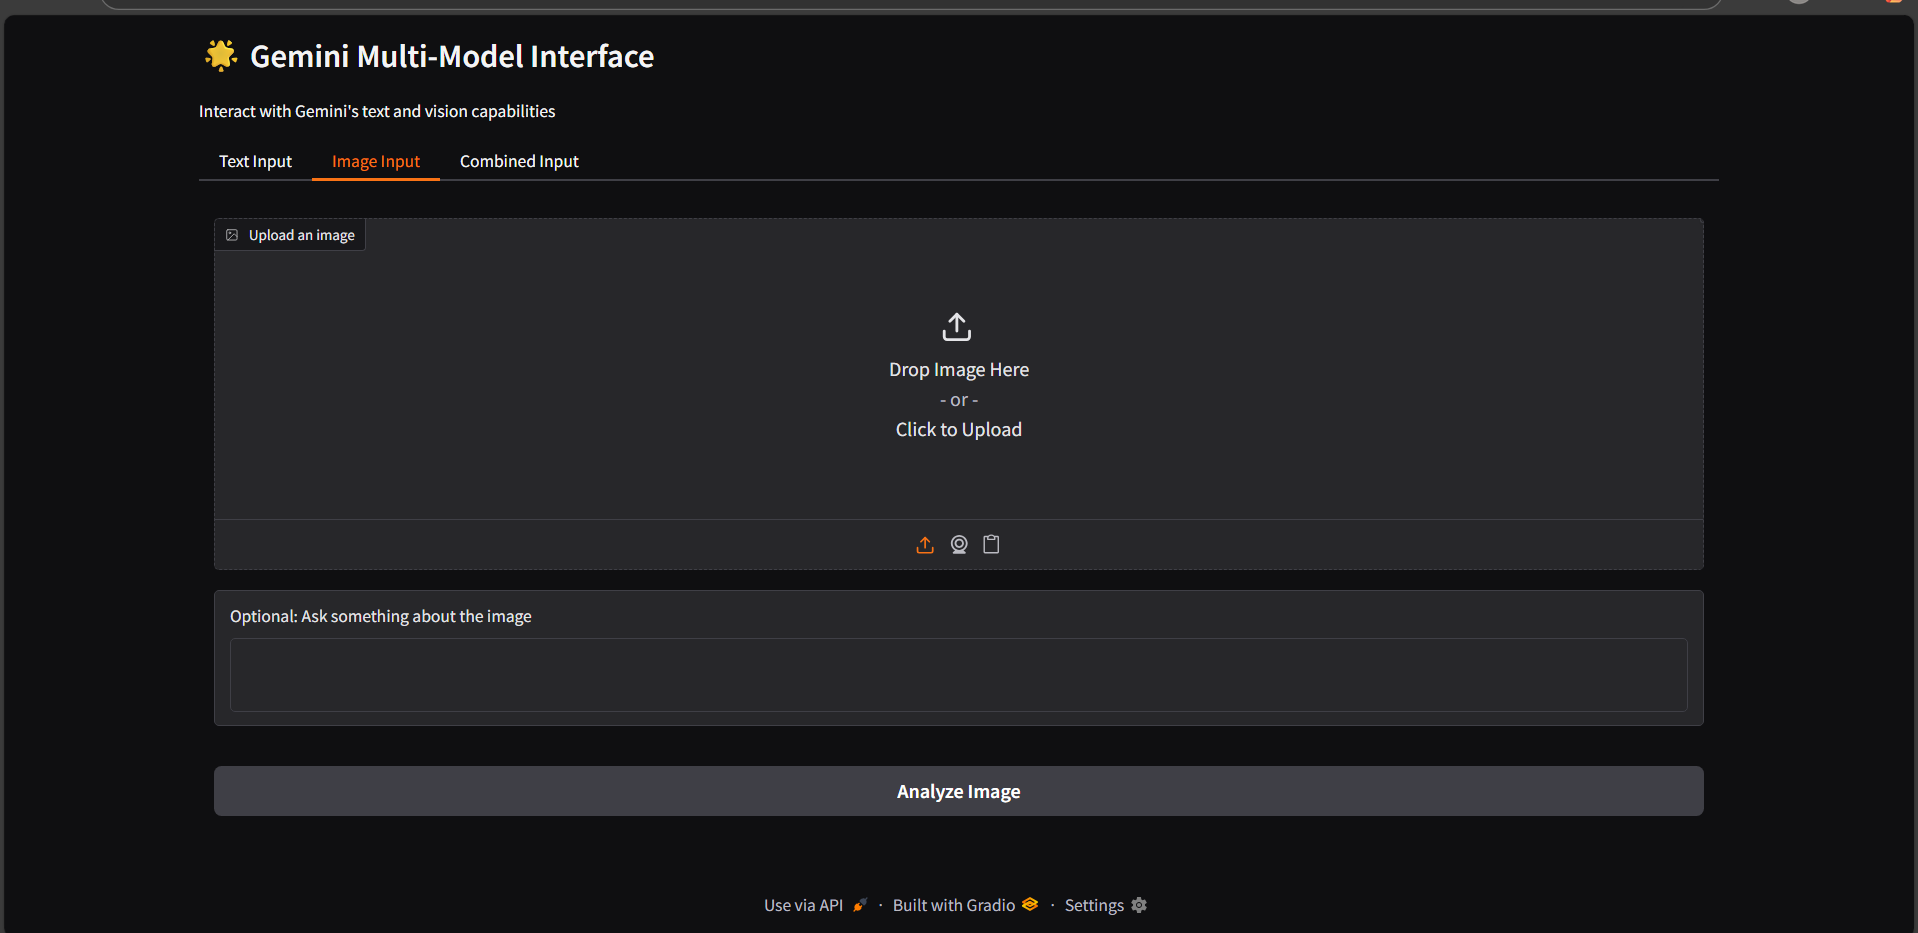 Gemini Multi-Model Interface
Interact with Gemini's text and vision capabilities
Text Input Image Input Combined Input
Upload an image
Drop Image Here
- or -
Click to Upload
Optional: Ask something about the image
Analyze Image
Use via API · Built with Gradio · Settings